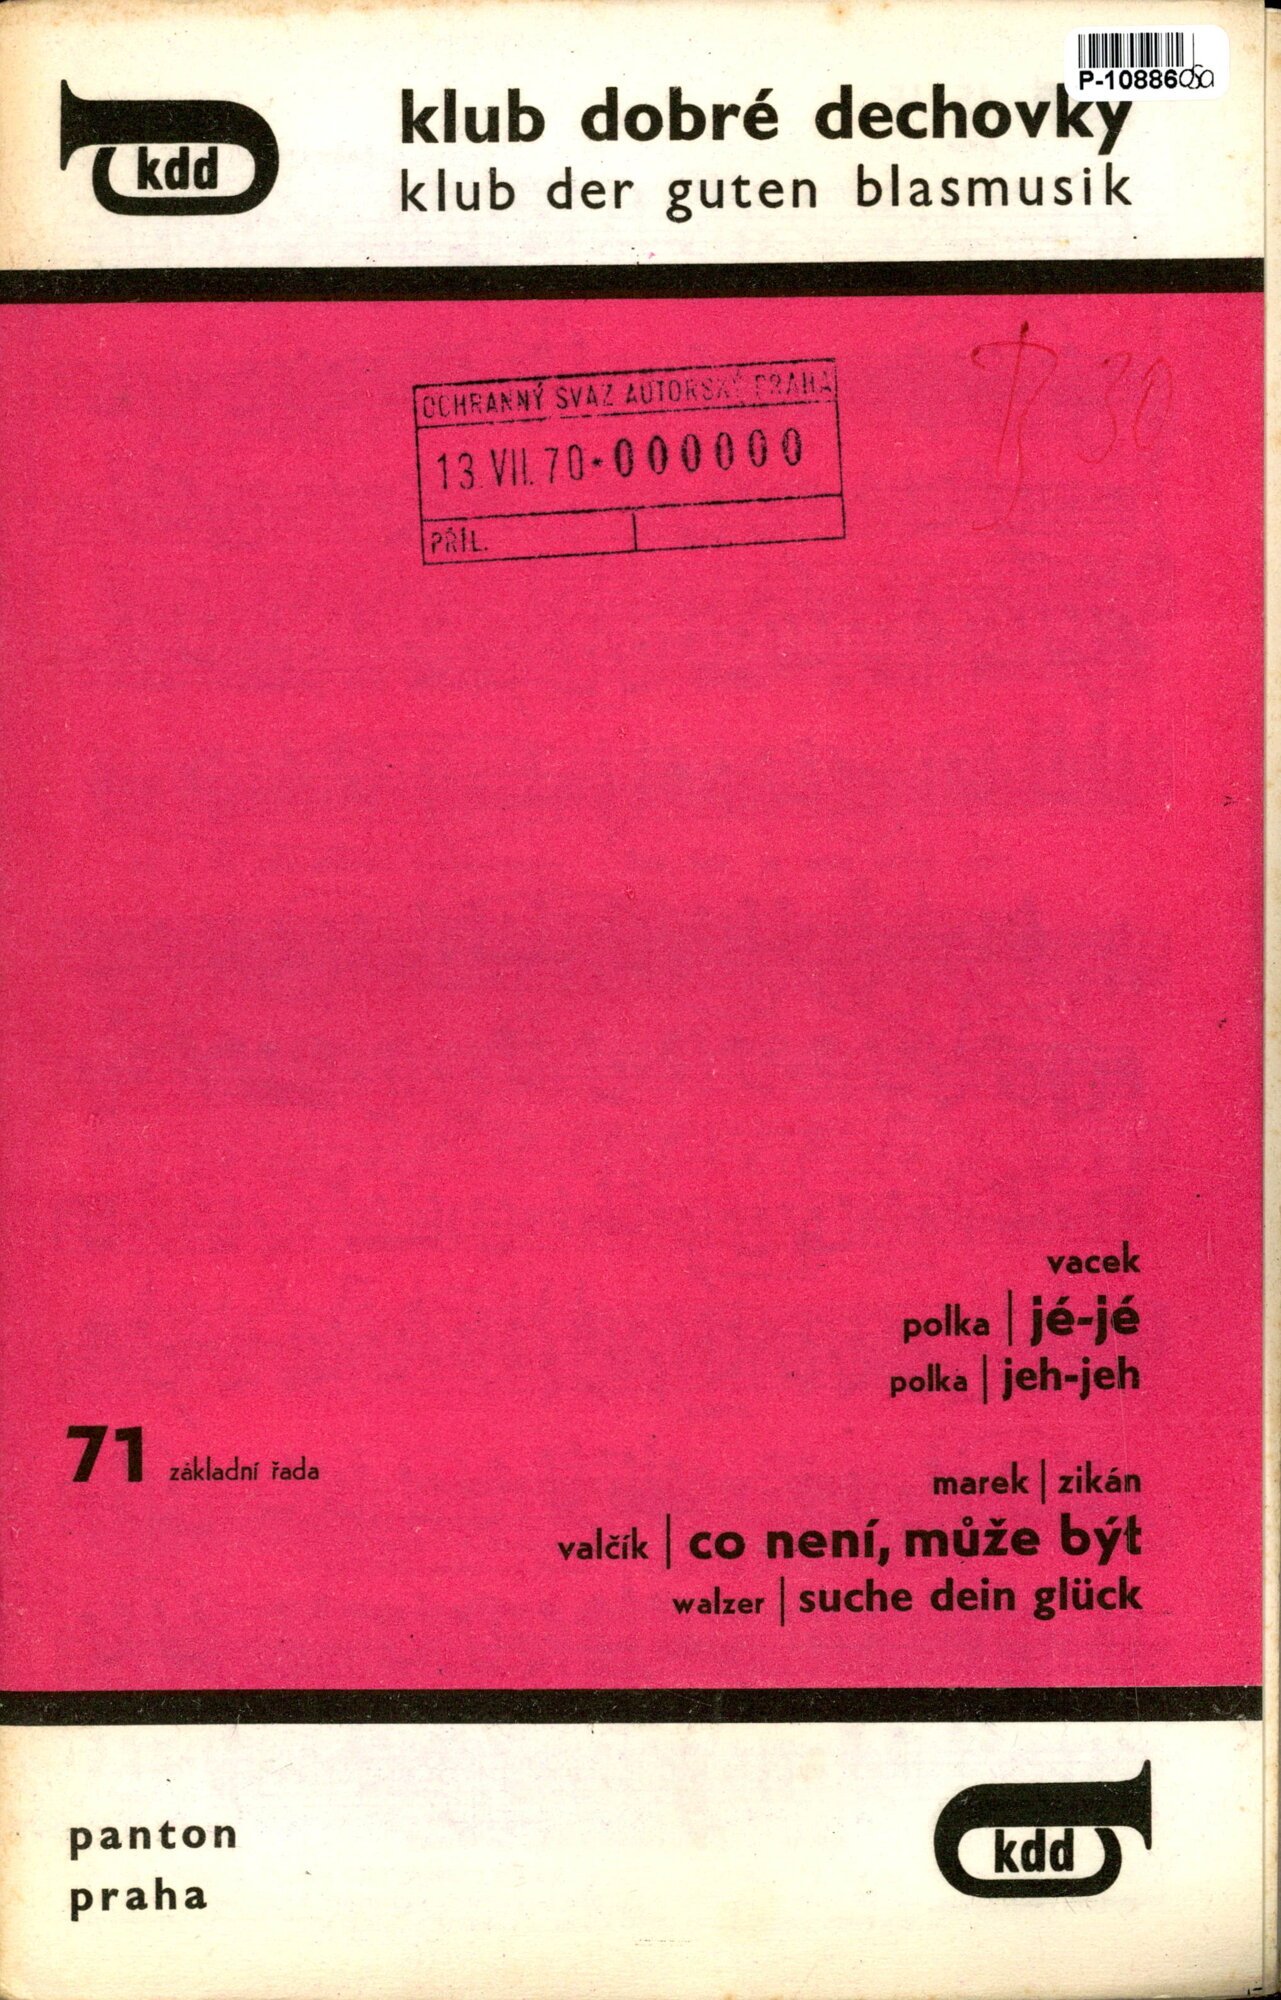 P-10886
kdd
klub dobré dechovky
klub der guten blasmusik
OCHRANNÝ SVAZ AUTORSKÝ PRAHA
13. VII. 70 · 000000
PŘÍL.
30
vacek
polka | jé-jé
polka | jeh-jeh
71 základní řada
marek | zikán
valčík | co není, může být
walzer | suche dein glück
panton
praha
kdd